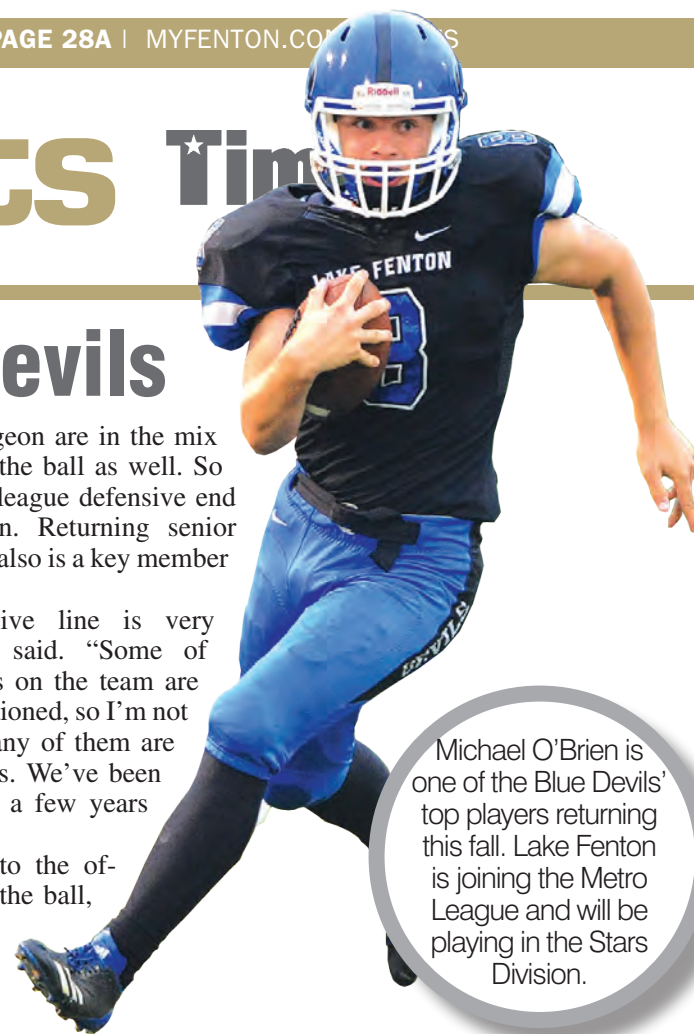 PAGE 28A | MYFENTON.CO
ts Tim
evils
geon are in the mix
the ball as well. So
league defensive end
n. Returning senior
also is a key member
ive line is very
said. “Some of
s on the team are
tioned, so I’m not
any of them are
s. We’ve been
a few years
to the of-
the ball,
Riddell
LAKE FENTON
8
Michael O’Brien is
one of the Blue Devils’
top players returning
this fall. Lake Fenton
is joining the Metro
League and will be
playing in the Stars
Division.